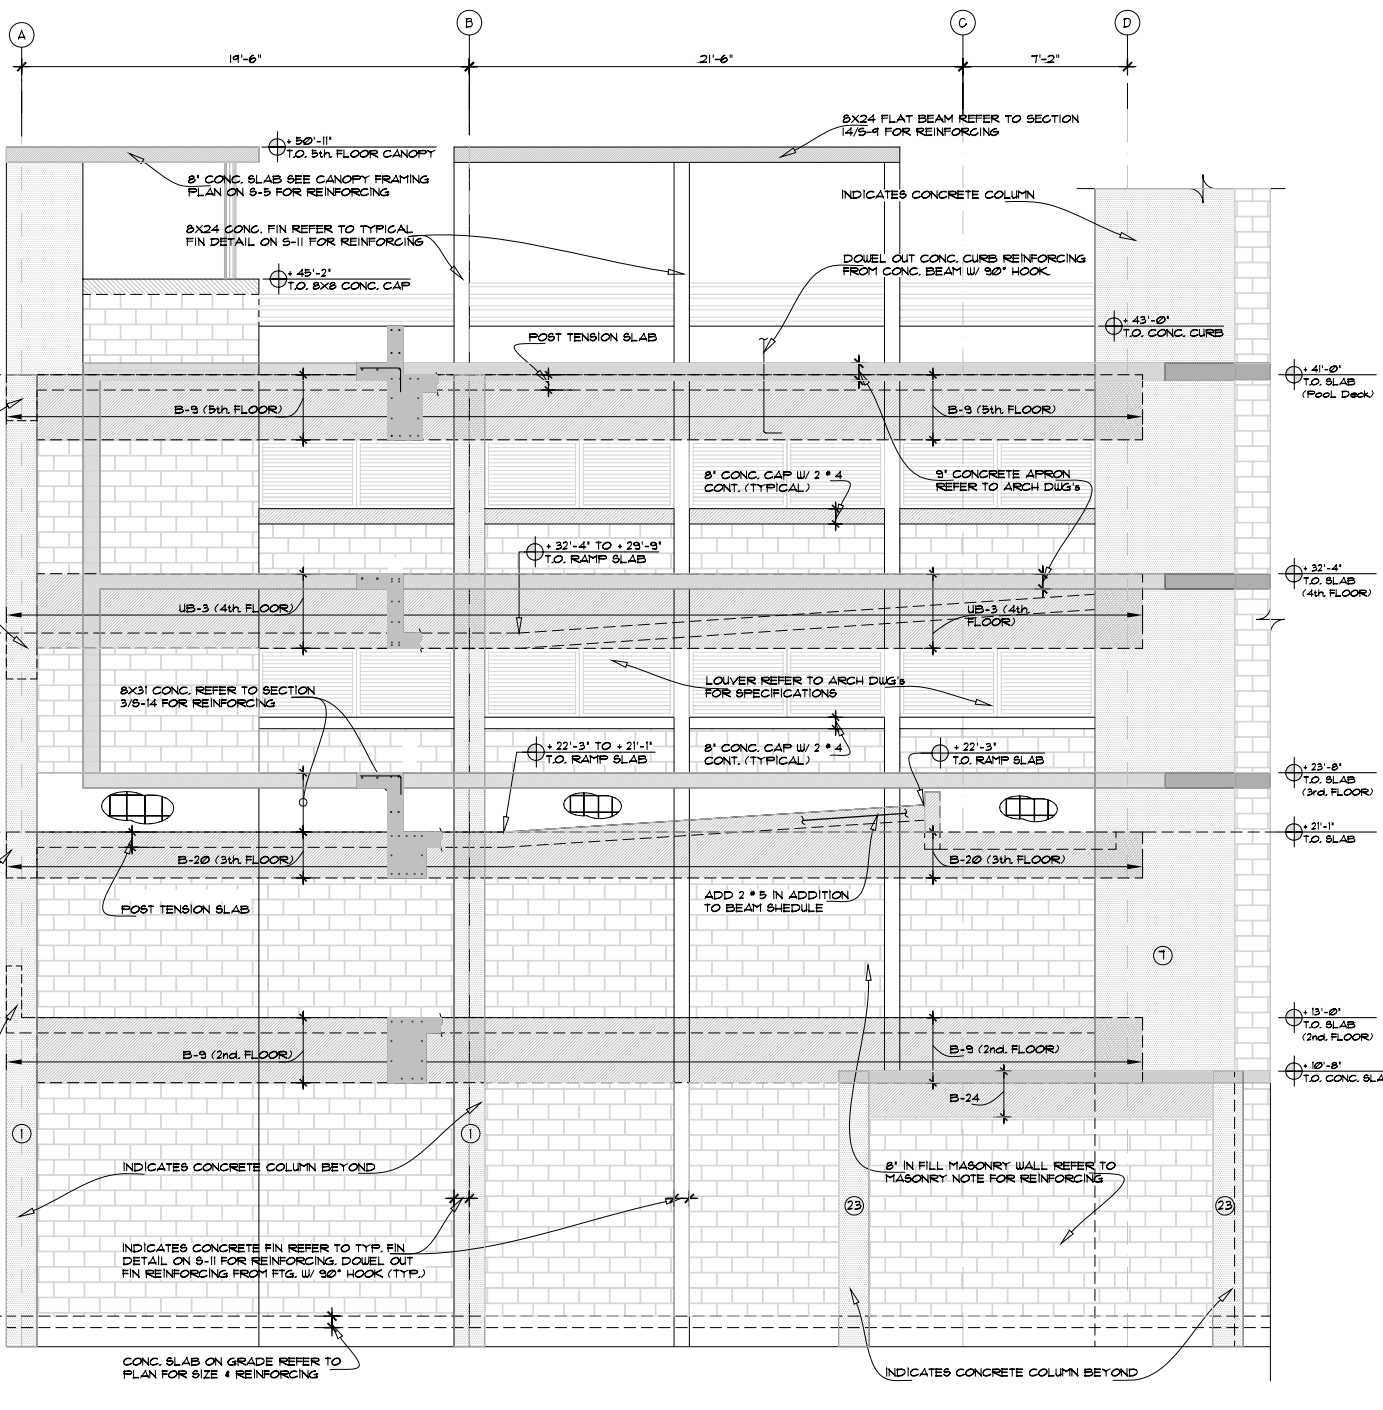 A
B
C
D
19'-6"
21'-6"
7'-2"
8X24 FLAT BEAM REFER TO SECTION
14/S-9 FOR REINFORCING
+ 50'-11"
T.O. 5th. FLOOR CANOPY
8" CONC. SLAB SEE CANOPY FRAMING
PLAN ON S-5 FOR REINFORCING
INDICATES CONCRETE COLUMN
8X24 CONC. FIN REFER TO TYPICAL
FIN DETAIL ON S-11 FOR REINFORCING
DOWEL OUT CONC. CURB REINFORCING
FROM CONC. BEAM W/ 90° HOOK.
+ 45'-2"
T.O. 8X8 CONC. CAP
+ 43'-0"
T.O. CONC. CURB
POST TENSION SLAB
+ 41'-0"
T.O. SLAB
(Pool Deck)
B-9 (5th. FLOOR)
B-9 (5th. FLOOR)
8" CONC. CAP W/ 2 # 4
CONT. (TYPICAL)
9" CONCRETE APRON
REFER TO ARCH DWG's
+ 32'-4" TO + 29'-9"
T.O. RAMP SLAB
+ 32'-4"
T.O. SLAB
(4th. FLOOR)
UB-3 (4th. FLOOR)
UB-3 (4th.
FLOOR)
8X31 CONC. REFER TO SECTION
3/S-14 FOR REINFORCING
LOUVER REFER TO ARCH DWG's
FOR SPECIFICATIONS
+ 22'-3" TO + 21'-1"
T.O. RAMP SLAB
8" CONC. CAP W/ 2 # 4
CONT. (TYPICAL)
+ 22'-3"
T.O. RAMP SLAB
+ 23'-8"
T.O. SLAB
(3rd. FLOOR)
+ 21'-1"
T.O. SLAB
B-20 (3th. FLOOR)
B-20 (3th. FLOOR)
POST TENSION SLAB
ADD 2 # 5 IN ADDITION
TO BEAM SHEDULE
7
+ 13'-0"
T.O. SLAB
(2nd. FLOOR)
B-9 (2nd. FLOOR)
B-9 (2nd. FLOOR)
+ 10'-8"
T.O. CONC. SLA
B-24
1
1
INDICATES CONCRETE COLUMN BEYOND
8" IN FILL MASONRY WALL REFER TO
MASONRY NOTE FOR REINFORCING
23
23
INDICATES CONCRETE FIN REFER TO TYP. FIN
DETAIL ON S-11 FOR REINFORCING. DOWEL OUT
FIN REINFORCING FROM FTG. W/ 90° HOOK (TYP.)
CONC. SLAB ON GRADE REFER TO
PLAN FOR SIZE & REINFORCING
INDICATES CONCRETE COLUMN BEYOND